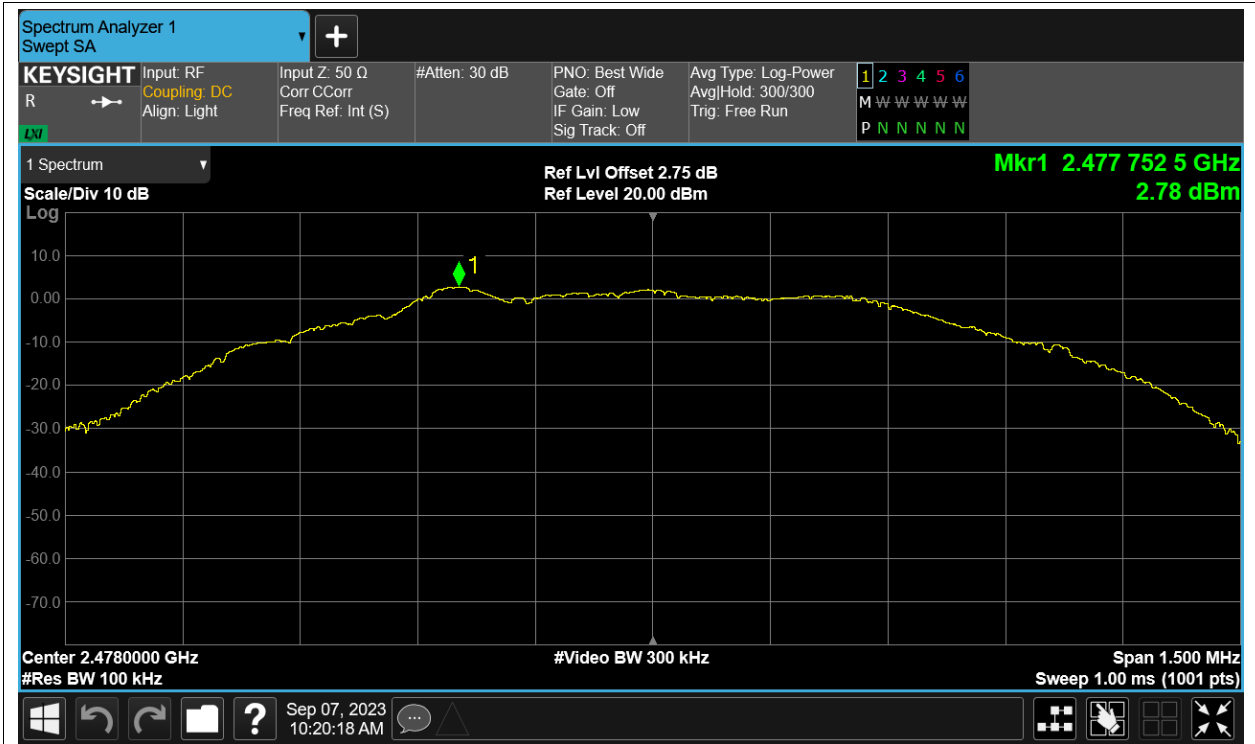 Spectrum Analyzer 1
Swept SA
KEYSIGHT
R
LXI
Input: RF
Coupling: DC
Align: Light
Input Z: 50 Ω
Corr CCorr
Freq Ref: Int (S)
#Atten: 30 dB
PNO: Best Wide
Gate: Off
IF Gain: Low
Sig Track: Off
Avg Type: Log-Power
Avg|Hold: 300/300
Trig: Free Run
1 2 3 4 5 6
M W W W W W
P N N N N N
1 Spectrum
Scale/Div 10 dB
Log
Ref Lvl Offset 2.75 dB
Ref Level 20.00 dBm
Mkr1 2.477 752 5 GHz
2.78 dBm
1
10.0
0.00
-10.0
-20.0
-30.0
-40.0
-50.0
-60.0
-70.0
Center 2.4780000 GHz
#Video BW 300 kHz
Span 1.500 MHz
#Res BW 100 kHz
Sweep 1.00 ms (1001 pts)
?
Sep 07, 2023
10:20:18 AM